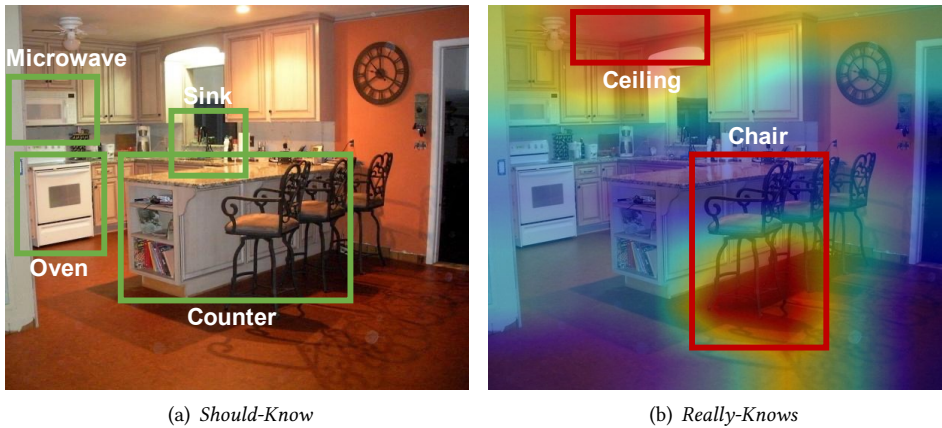 Microwave
Sink
Oven
Counter
Ceiling
Chair
(a) Should-Know
(b) Really-Knows